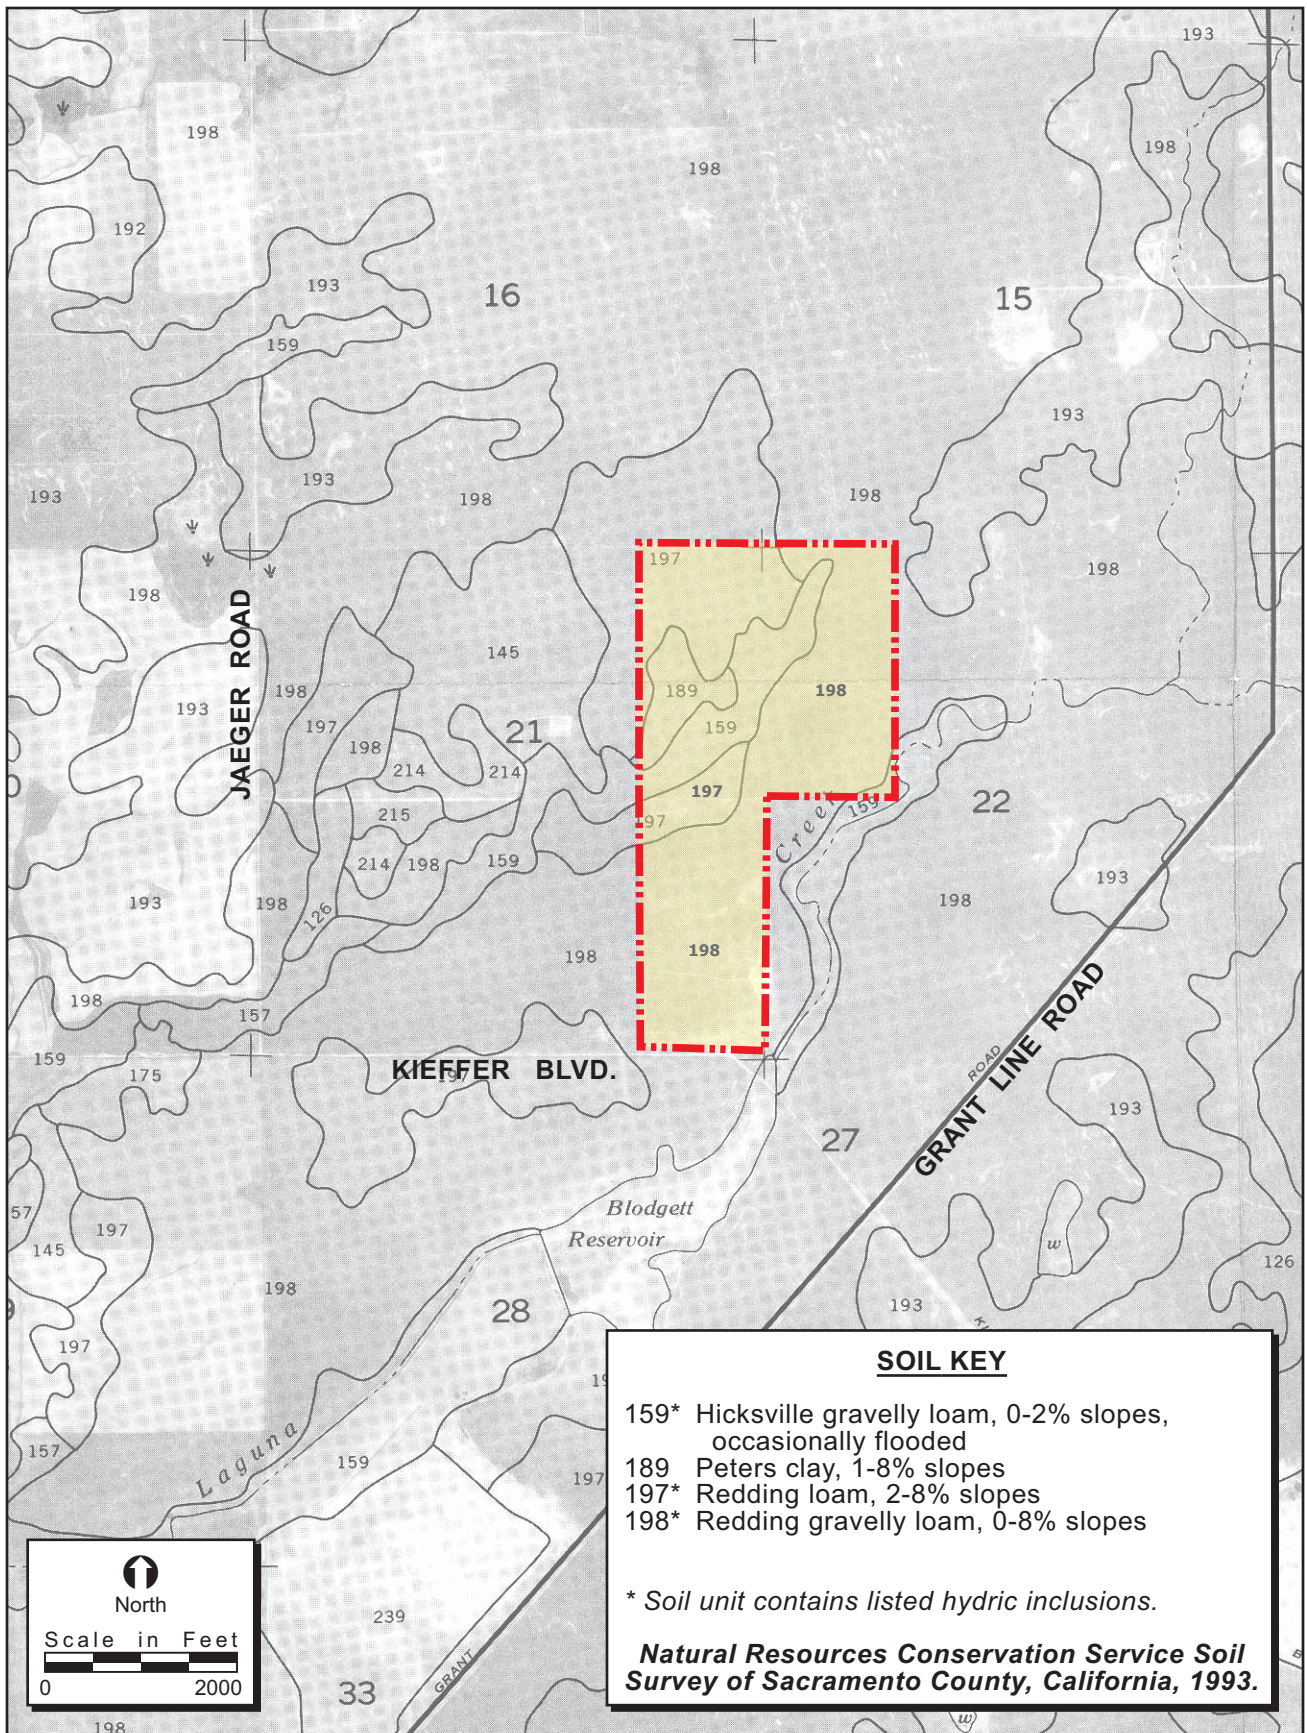 193
198
198
198
192
193
16
15
159
193
193
193
198
198
197
198
198
145
189
198
193
198
159
197
198
21
214
214
197
22
215
197
159
Creek
214
198
159
193
193
198
126
198
198
198
198
157
159
175
JAEGER ROAD
KIEFFER BLVD.
197
ROAD
GRANT LINE ROAD
193
27
57
197
145
Blodgett
Reservoir
w
126
198
28
193
197
157
Laguna
159
197
239
GRANT
33
198
w
SOIL KEY
159* Hicksville gravelly loam, 0-2% slopes,
occasionally flooded
189 Peters clay, 1-8% slopes
197* Redding loam, 2-8% slopes
198* Redding gravelly loam, 0-8% slopes
* Soil unit contains listed hydric inclusions.
Natural Resources Conservation Service Soil
Survey of Sacramento County, California, 1993.
North
Scale in Feet
0 2000